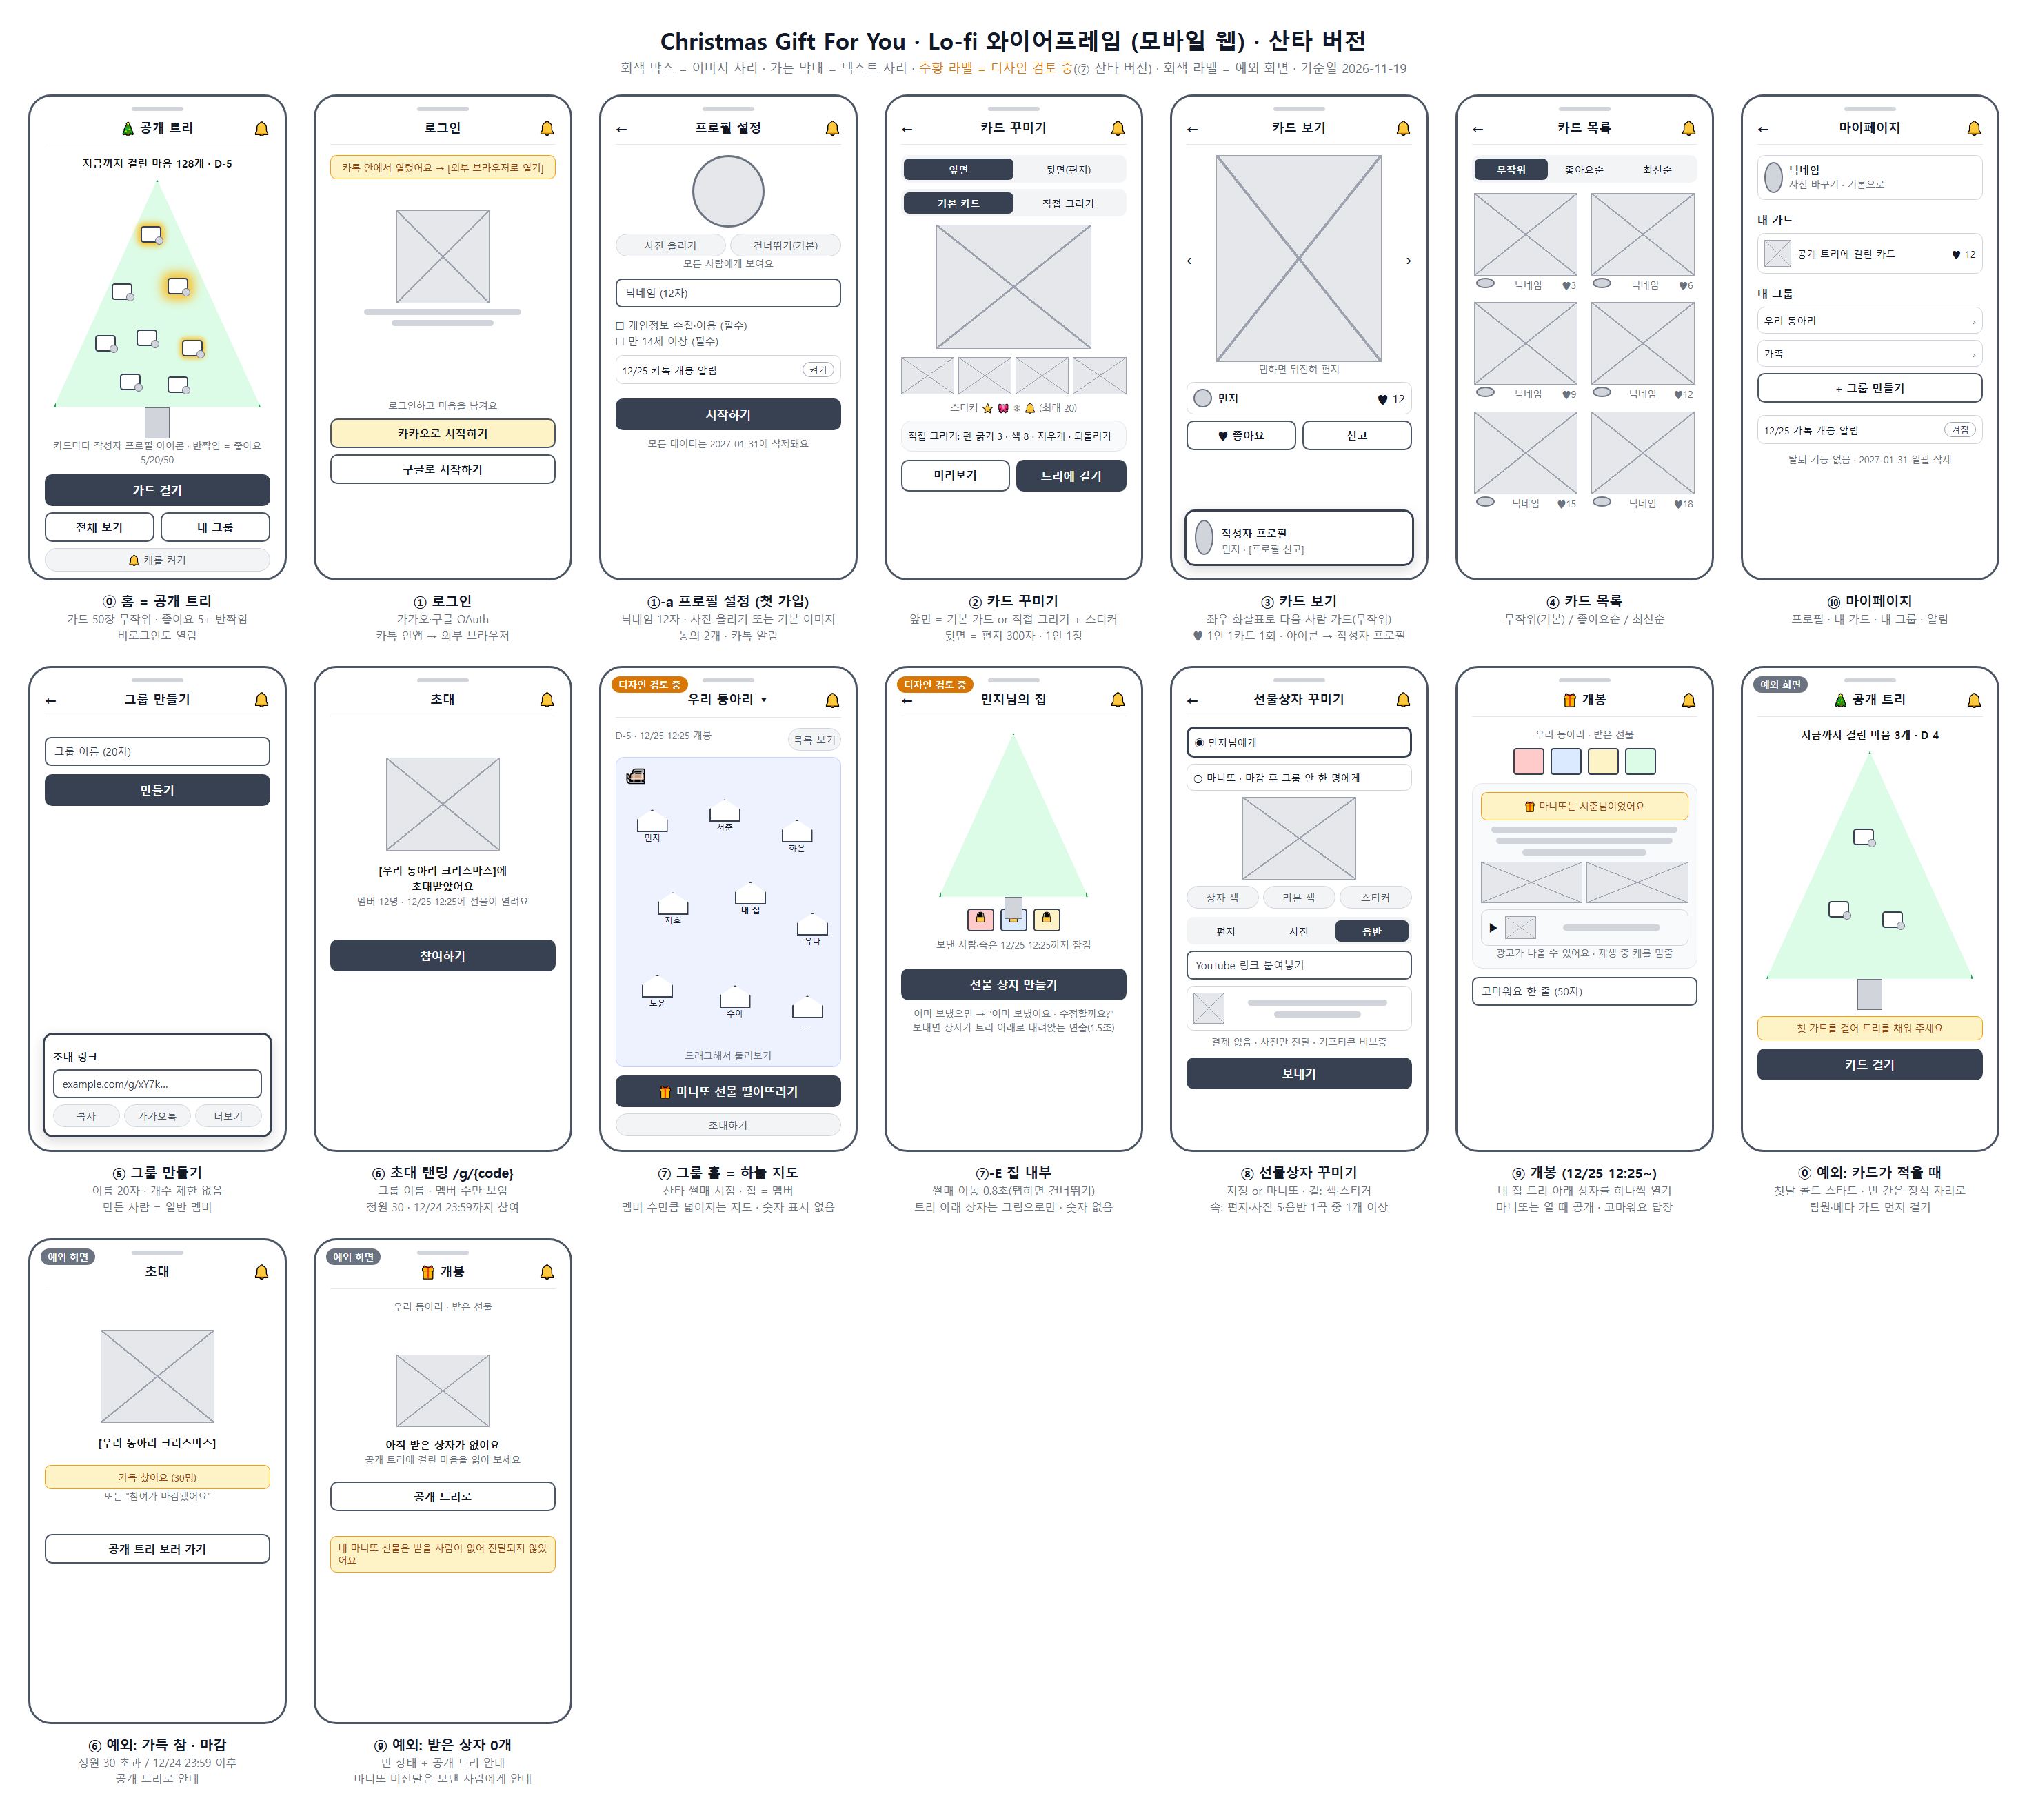 Christmas Gift For You · Lo-fi 와이어프레임 (모바일 웹) · 산타 버전
회색 박스 = 이미지 자리 · 가는 막대 = 텍스트 자리 · 주황 라벨 = 디자인 검토 중(⑦ 산타 버전) · 회색 라벨 = 예외 화면 · 기준일 2026-11-19
🎄 공개 트리
🔔
지금까지 걸린 마음 128개 · D-5
카드마다 작성자 프로필 아이콘 · 반짝임 = 좋아요
5/20/50
카드 걸기
전체 보기
내 그룹
🔔 캐롤 켜기
⓪ 홈 = 공개 트리
카드 50장 무작위 · 좋아요 5+ 반짝임
비로그인도 열람
로그인
🔔
카톡 안에서 열렸어요 → [외부 브라우저로 열기]
로그인하고 마음을 남겨요
카카오로 시작하기
구글로 시작하기
① 로그인
카카오·구글 OAuth
카톡 인앱 → 외부 브라우저
← 프로필 설정 🔔
사진 올리기
건너뛰기(기본)
모든 사람에게 보여요
닉네임 (12자)
☐ 개인정보 수집·이용 (필수)
☐ 만 14세 이상 (필수)
12/25 카톡 개봉 알림
켜기
시작하기
모든 데이터는 2027-01-31에 삭제돼요
①-a 프로필 설정 (첫 가입)
닉네임 12자 · 사진 올리기 또는 기본 이미지
동의 2개 · 카톡 알림
← 카드 꾸미기 🔔
앞면
뒷면(편지)
기본 카드
직접 그리기
스티커 ⭐ 🎀 ❄ 🔔 (최대 20)
직접 그리기: 펜 굵기 3 · 색 8 · 지우개 · 되돌리기
미리보기
트리에 걸기
② 카드 꾸미기
앞면 = 기본 카드 or 직접 그리기 + 스티커
뒷면 = 편지 300자 · 1인 1장
← 카드 보기 🔔
‹
›
탭하면 뒤집혀 편지
민지
♥ 12
♥ 좋아요
신고
작성자 프로필
민지 · [프로필 신고]
③ 카드 보기
좌우 화살표로 다음 사람 카드(무작위)
♥ 1인 1카드 1회 · 아이콘 → 작성자 프로필
← 카드 목록 🔔
무작위
좋아요순
최신순
닉네임 ♥3
닉네임 ♥6
닉네임 ♥9
닉네임 ♥12
닉네임 ♥15
닉네임 ♥18
④ 카드 목록
무작위(기본) / 좋아요순 / 최신순
← 마이페이지 🔔
닉네임
사진 바꾸기 · 기본으로
내 카드
공개 트리에 걸린 카드
♥ 12
내 그룹
우리 동아리 ›
가족 ›
+ 그룹 만들기
12/25 카톡 개봉 알림
켜짐
탈퇴 기능 없음 · 2027-01-31 일괄 삭제
⑩ 마이페이지
프로필 · 내 카드 · 내 그룹 · 알림
← 그룹 만들기 🔔
그룹 이름 (20자)
만들기
초대 링크
example.com/g/xY7k...
복사
카카오톡
더보기
⑤ 그룹 만들기
이름 20자 · 개수 제한 없음
만든 사람 = 일반 멤버
초대 🔔
[우리 동아리 크리스마스]에
초대받았어요
멤버 12명 · 12/25 12:25에 선물이 열려요
참여하기
⑥ 초대 랜딩 /g/{code}
그룹 이름 · 멤버 수만 보임
정원 30 · 12/24 23:59까지 참여
디자인 검토 중
우리 동아리 ▾ 🔔
D-5 · 12/25 12:25 개봉
목록 보기
민지
서준
하은
지호
내 집
유나
도윤
수아
...
드래그해서 둘러보기
🎁 마니또 선물 떨어뜨리기
초대하기
⑦ 그룹 홈 = 하늘 지도
산타 썰매 시점 · 집 = 멤버
멤버 수만큼 넓어지는 지도 · 숫자 표시 없음
디자인 검토 중
← 민지님의 집 🔔
보낸 사람·속은 12/25 12:25까지 잠김
선물 상자 만들기
이미 보냈으면 → "이미 보냈어요 · 수정할까요?"
보내면 상자가 트리 아래로 내려앉는 연출(1.5초)
⑦-E 집 내부
썰매 이동 0.8초(탭하면 건너뛰기)
트리 아래 상자는 그림으로만 · 숫자 없음
← 선물상자 꾸미기 🔔
◉ 민지님에게
○ 마니또 · 마감 후 그룹 안 한 명에게
상자 색
리본 색
스티커
편지
사진
음반
YouTube 링크 붙여넣기
결제 없음 · 사진만 전달 · 기프티콘 비보증
보내기
⑧ 선물상자 꾸미기
지정 or 마니또 · 겉: 색·스티커
속: 편지·사진 5·음반 1곡 중 1개 이상
🎁 개봉 🔔
우리 동아리 · 받은 선물
🎁 마니또는 서준님이었어요
▶
광고가 나올 수 있어요 · 재생 중 캐롤 멈춤
고마워요 한 줄 (50자)
⑨ 개봉 (12/25 12:25~)
내 집 트리 아래 상자를 하나씩 열기
마니또는 열 때 공개 · 고마워요 답장
예외 화면
🎄 공개 트리 🔔
지금까지 걸린 마음 3개 · D-4
첫 카드를 걸어 트리를 채워 주세요
카드 걸기
⓪ 예외: 카드가 적을 때
첫날 콜드 스타트 · 빈 칸은 장식 자리로
팀원·베타 카드 먼저 걸기
예외 화면
초대 🔔
[우리 동아리 크리스마스]
가득 찼어요 (30명)
또는 "참여가 마감됐어요"
공개 트리 보러 가기
⑥ 예외: 가득 참 · 마감
정원 30 초과 / 12/24 23:59 이후
공개 트리로 안내
예외 화면
🎁 개봉 🔔
우리 동아리 · 받은 선물
아직 받은 상자가 없어요
공개 트리에 걸린 마음을 읽어 보세요
공개 트리로
내 마니또 선물은 받을 사람이 없어 전달되지 않았
어요
⑨ 예외: 받은 상자 0개
빈 상태 + 공개 트리 안내
마니또 미전달은 보낸 사람에게 안내